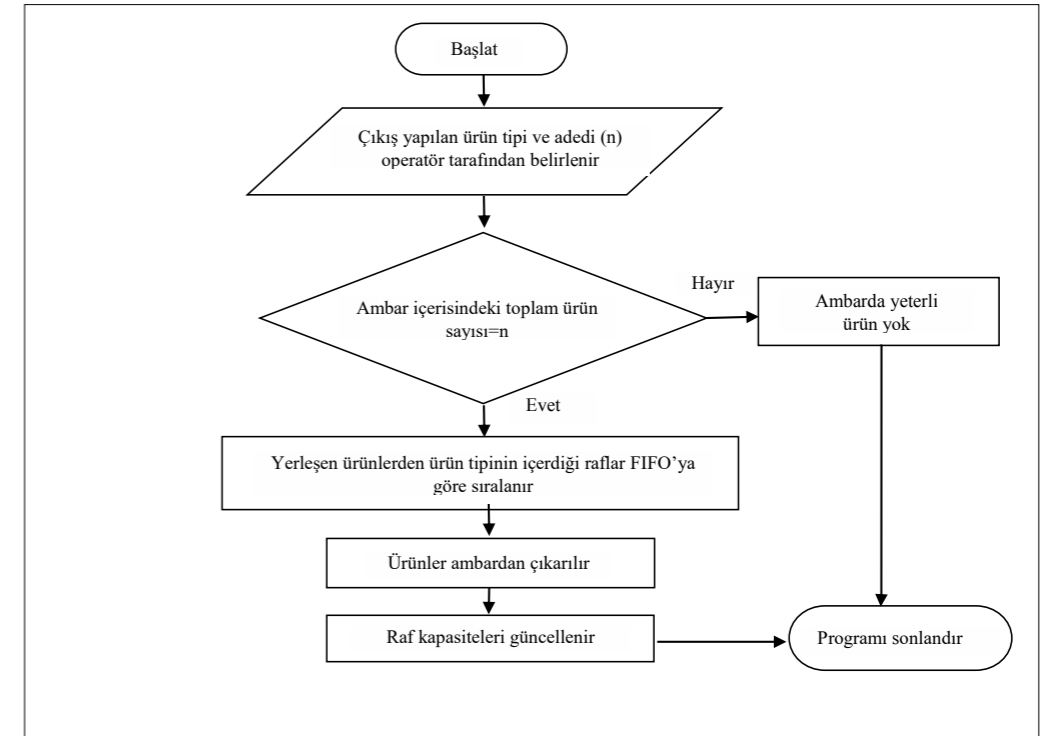 Başlat
Çıkış yapılan ürün tipi ve adedi (n)
operatör tarafından belirlenir
Hayır
Ambar içerisindeki toplam ürün
sayısı=n
Ambarda yeterli
ürün yok
Evet
Yerleşen ürünlerden ürün tipinin içerdiği raflar FIFO’ya
göre sıralanır
Ürünler ambardan çıkarılır
Raf kapasiteleri güncellenir
Programı sonlandır